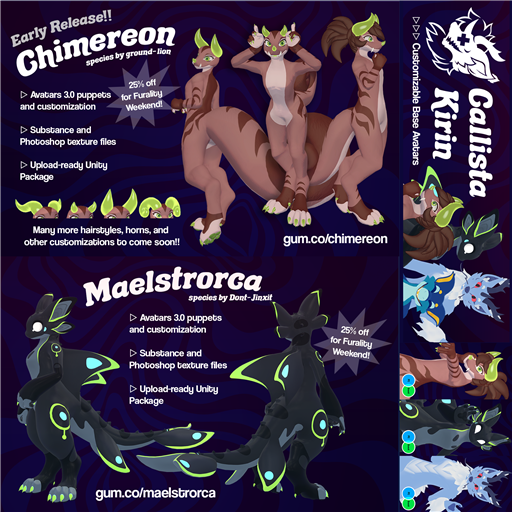 Early Release!!
Chimereon
species by ground-lion
▷ Avatars 3.0 puppets
and customization
25% off
for Furality
Weekend!
▷ Substance and
Photoshop texture files
▷ Upload-ready Unity
Package
Many more hairstyles, horns, and
other customizations to come soon!!
gum.co/chimereon
Maelstrorca
species by Dont-Jinxit
▷ Avatars 3.0 puppets
and customization
25% off
for Furality
Weekend!
▷ Substance and
Photoshop texture files
▷ Upload-ready Unity
Package
gum.co/maelstrorca
Callista
Kirin
▷▷▷ Customizable Base Avatars